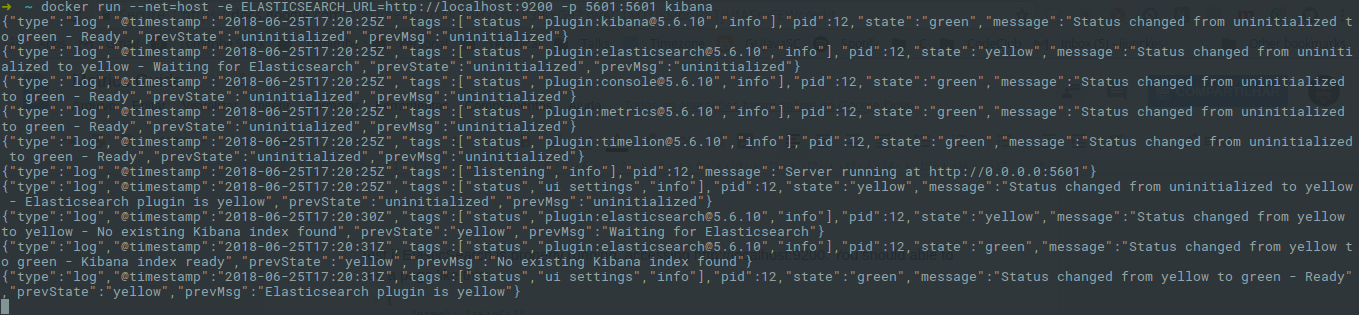 ➜  ~ docker run --net=host -e ELASTICSEARCH_URL=http://localhost:9200 -p 5601:5601 kibana
{"type":"log","@timestamp":"2018-06-25T17:20:25Z","tags":["status","plugin:kibana@5.6.10","info"],"pid":12,"state":"green","message":"Status changed from uninitialized t
o green - Ready","prevState":"uninitialized","prevMsg":"uninitialized"}
{"type":"log","@timestamp":"2018-06-25T17:20:25Z","tags":["status","plugin:elasticsearch@5.6.10","info"],"pid":12,"state":"yellow","message":"Status changed from uniniti
alized to yellow - Waiting for Elasticsearch","prevState":"uninitialized","prevMsg":"uninitialized"}
{"type":"log","@timestamp":"2018-06-25T17:20:25Z","tags":["status","plugin:console@5.6.10","info"],"pid":12,"state":"green","message":"Status changed from uninitialized 
to green - Ready","prevState":"uninitialized","prevMsg":"uninitialized"}
{"type":"log","@timestamp":"2018-06-25T17:20:25Z","tags":["status","plugin:metrics@5.6.10","info"],"pid":12,"state":"green","message":"Status changed from uninitialized 
to green - Ready","prevState":"uninitialized","prevMsg":"uninitialized"}
{"type":"log","@timestamp":"2018-06-25T17:20:25Z","tags":["status","plugin:timelion@5.6.10","info"],"pid":12,"state":"green","message":"Status changed from uninitialized
 to green - Ready","prevState":"uninitialized","prevMsg":"uninitialized"}
{"type":"log","@timestamp":"2018-06-25T17:20:25Z","tags":["listening","info"],"pid":12,"message":"Server running at http://0.0.0.0:5601"}
{"type":"log","@timestamp":"2018-06-25T17:20:25Z","tags":["status","ui settings","info"],"pid":12,"state":"yellow","message":"Status changed from uninitialized to yellow
 - Elasticsearch plugin is yellow","prevState":"uninitialized","prevMsg":"uninitialized"}
{"type":"log","@timestamp":"2018-06-25T17:20:30Z","tags":["status","plugin:elasticsearch@5.6.10","info"],"pid":12,"state":"yellow","message":"Status changed from yellow 
to yellow - No existing Kibana index found","prevState":"yellow","prevMsg":"Waiting for Elasticsearch"}
{"type":"log","@timestamp":"2018-06-25T17:20:31Z","tags":["status","plugin:elasticsearch@5.6.10","info"],"pid":12,"state":"green","message":"Status changed from yellow t
o green - Kibana index ready","prevState":"yellow","prevMsg":"No existing Kibana index found"}
{"type":"log","@timestamp":"2018-06-25T17:20:31Z","tags":["status","ui settings","info"],"pid":12,"state":"green","message":"Status changed from yellow to green - Ready"
,"prevState":"yellow","prevMsg":"Elasticsearch plugin is yellow"}